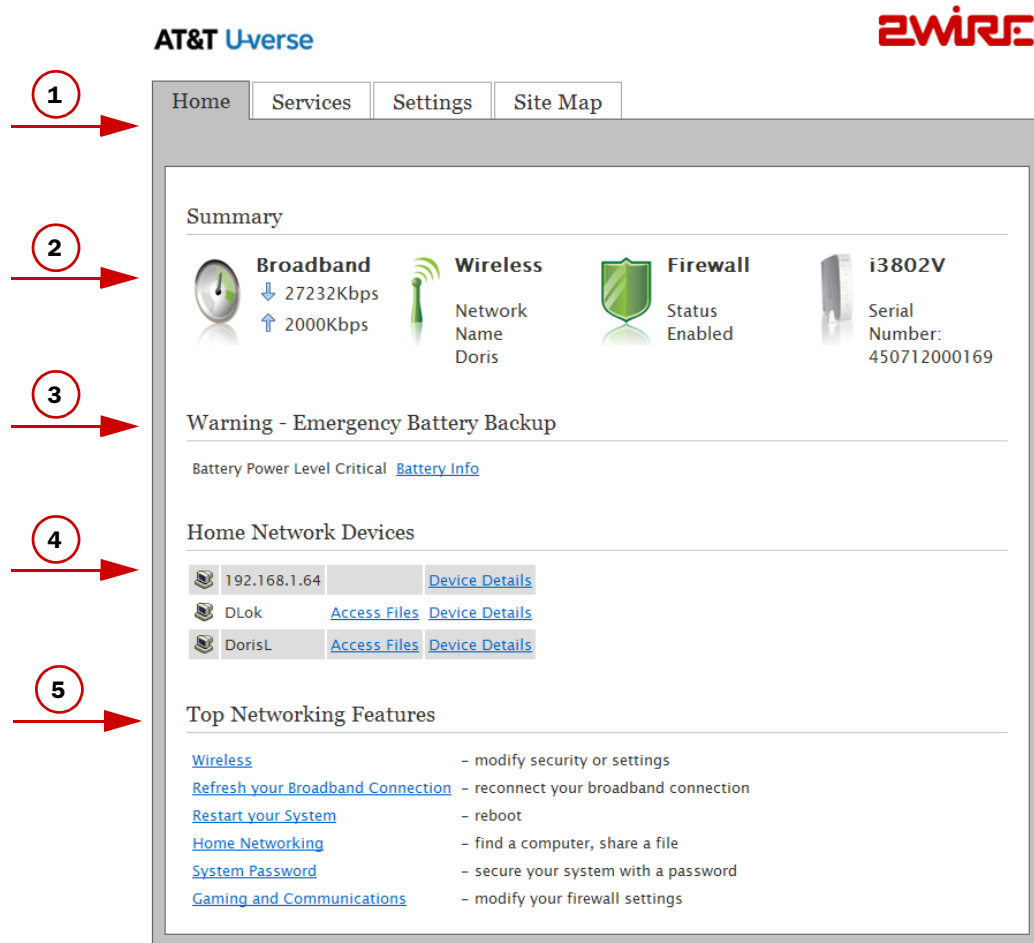 AT&T U-verse
2WIRE
1
Home Services Settings Site Map
Summary
2
Broadband
27232Kbps
2000Kbps
Wireless
Network
Name
Doris
Firewall
Status
Enabled
i3802V
Serial
Number:
450712000169
3
Warning - Emergency Battery Backup
Battery Power Level Critical Battery Info
4
Home Network Devices
192.168.1.64 Device Details
DLok Access Files Device Details
DorisL Access Files Device Details
5
Top Networking Features
Wireless – modify security or settings
Refresh your Broadband Connection – reconnect your broadband connection
Restart your System – reboot
Home Networking – find a computer, share a file
System Password – secure your system with a password
Gaming and Communications – modify your firewall settings